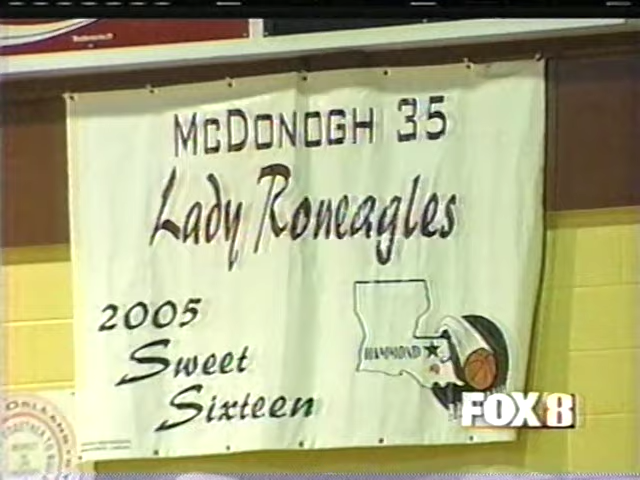 McDONOGH 35
Lady Roneagles
2005
Sweet
Sixteen
HAMMOND
FOX 8